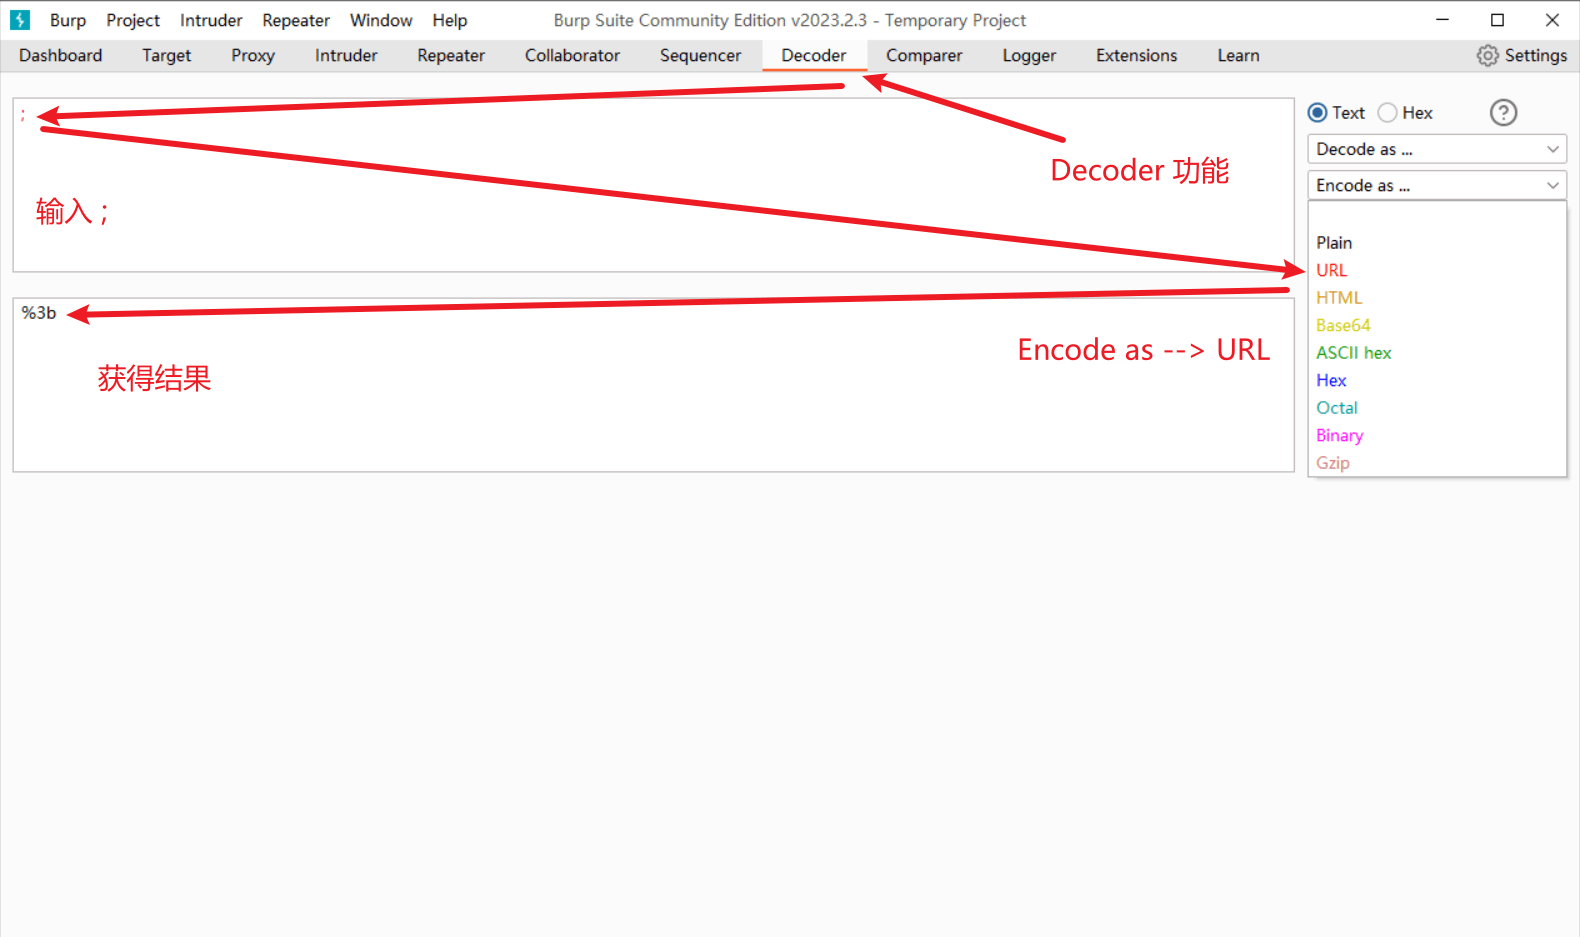 Burp Project Intruder Repeater Window Help Burp Suite Community Edition v2023.2.3 - Temporary Project
Dashboard Target Proxy Intruder Repeater Collaborator Sequencer Decoder Comparer Logger Extensions Learn Settings
;
Text Hex ?
Decode as ...
Decoder 功能
Encode as ...
输入 ;
Plain
URL
HTML
%3b
Base64
Encode as --> URL
ASCII hex
获得结果
Hex
Octal
Binary
Gzip